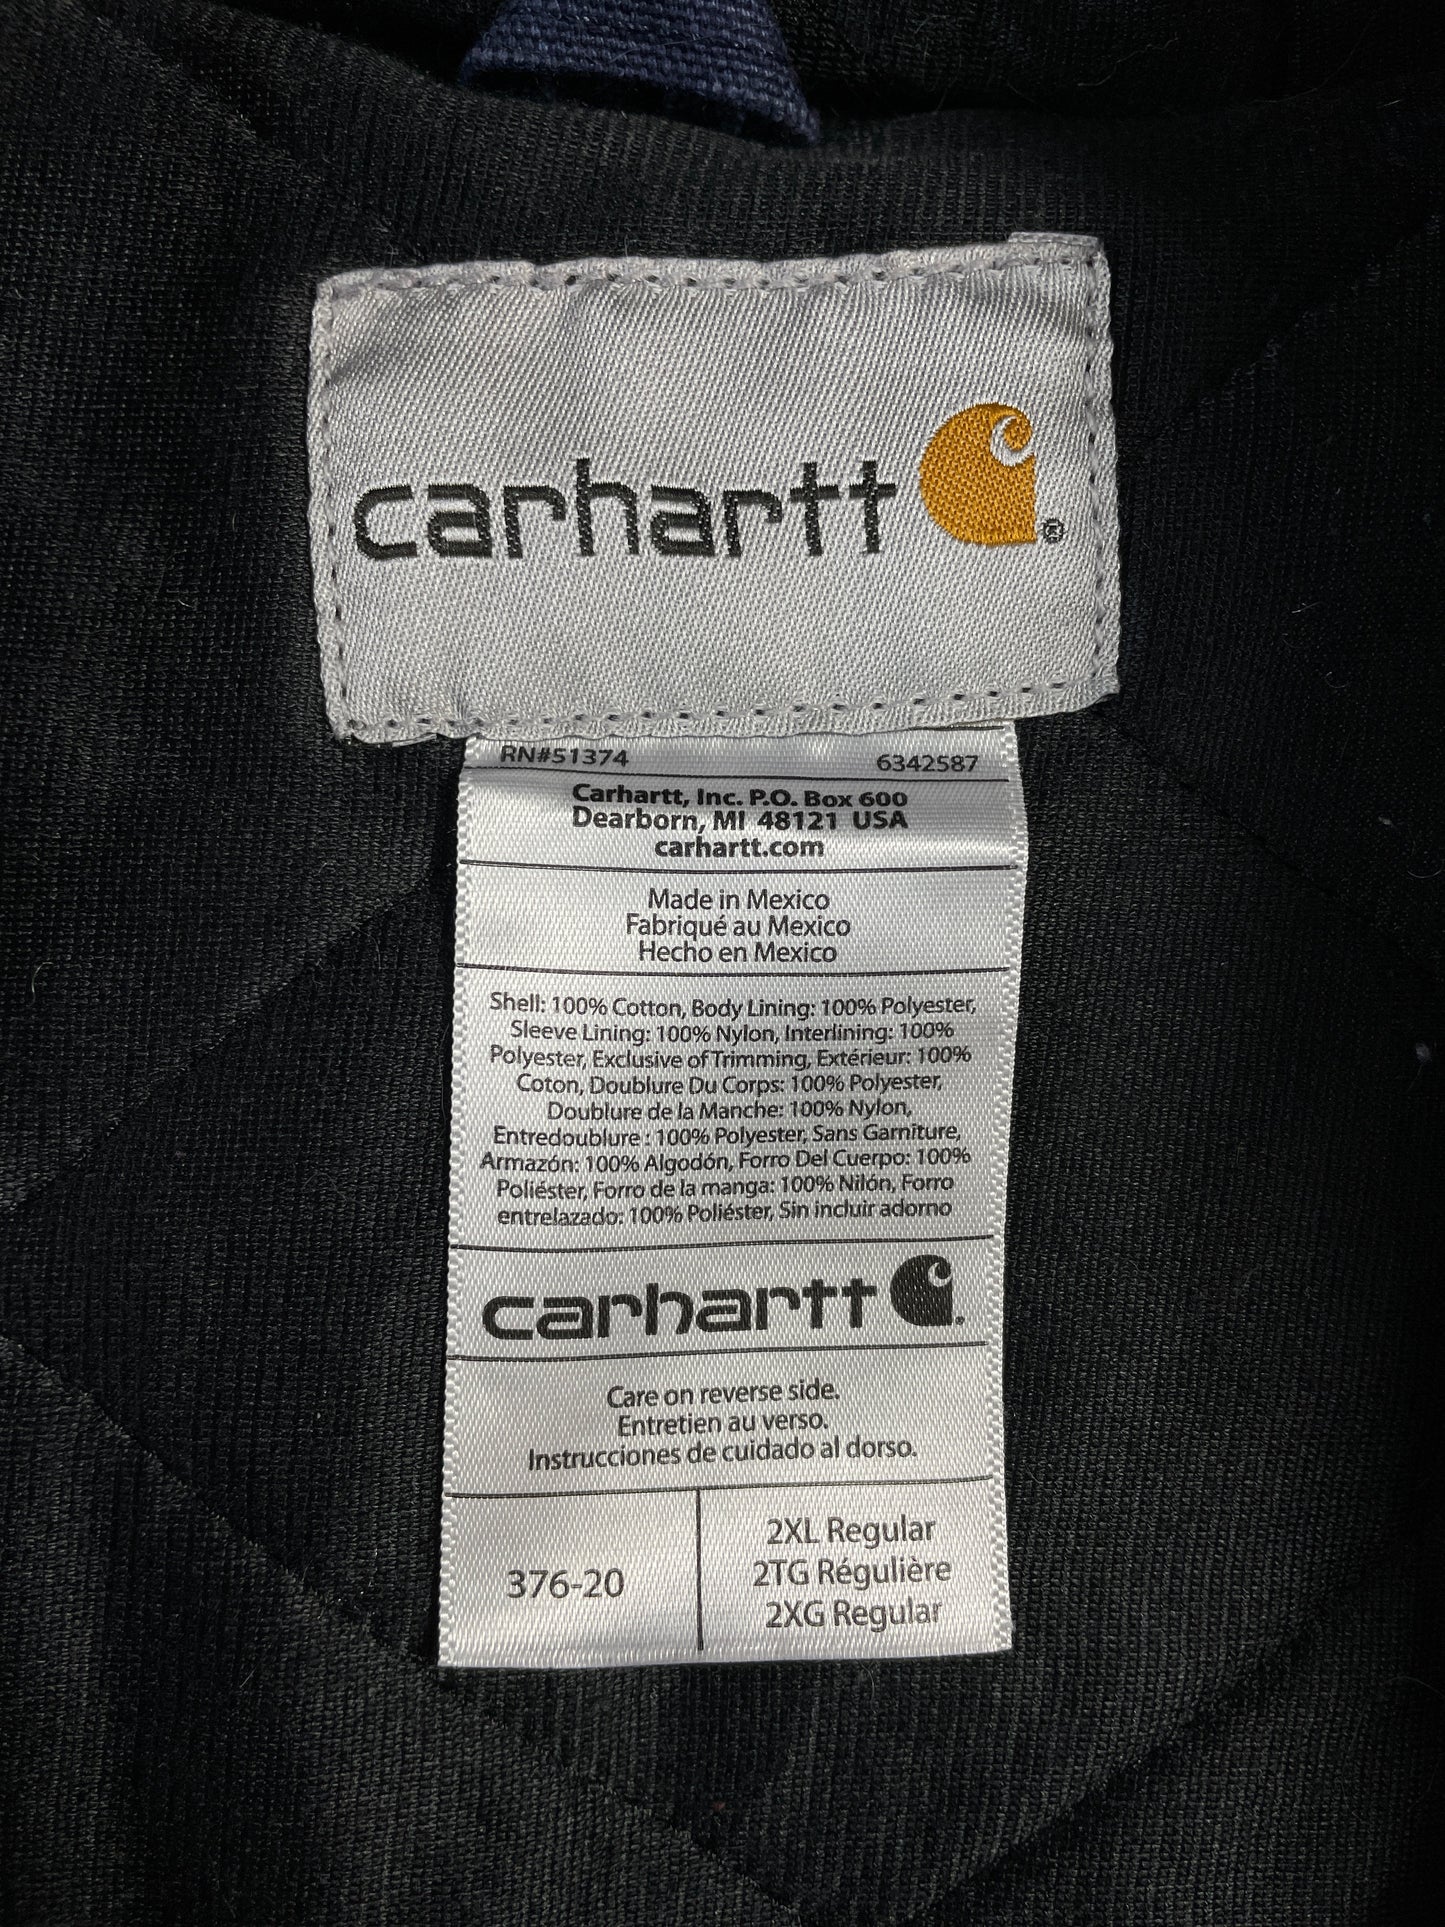 carhartt ®
RN#51374 6342587
Carhartt, Inc. P.O. Box 600
Dearborn, MI 48121 USA
carhartt.com
Made in Mexico
Fabriqué au Mexico
Hecho en Mexico
Shell: 100% Cotton, Body Lining: 100% Polyester,
Sleeve Lining: 100% Nylon, Interlining: 100%
Polyester, Exclusive of Trimming, Extérieur: 100%
Coton, Doublure Du Corps: 100% Polyester,
Doublure de la Manche: 100% Nylon,
Entredoublure : 100% Polyester, Sans Garniture,
Armazón: 100% Algodón, Forro Del Cuerpo: 100%
Poliéster, Forro de la manga: 100% Nilón, Forro
entrelazado: 100% Poliéster, Sin incluir adorno
carhartt
Care on reverse side.
Entretien au verso.
Instrucciones de cuidado al dorso.
2XL Regular
376-20 2TG Régulière
2XG Regular